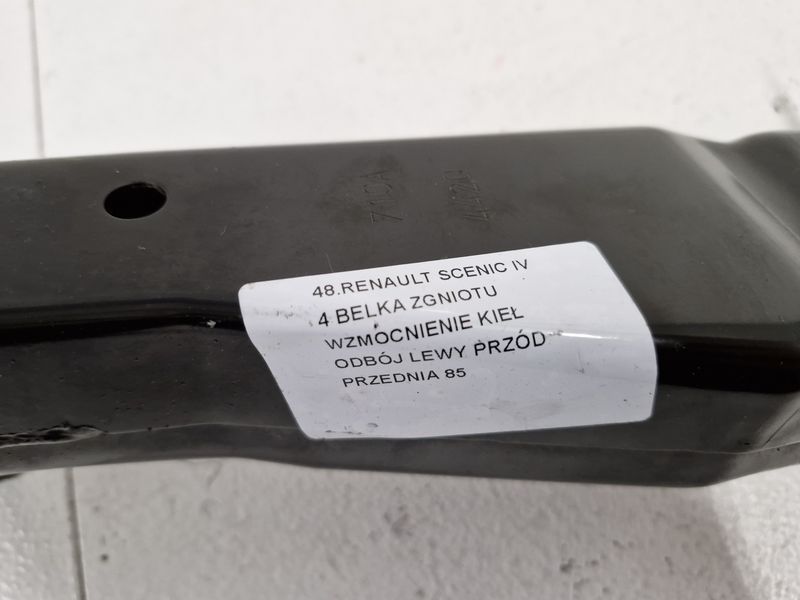 48.RENAULT SCENIC IV
4 BELKA ZGNIOTU
WZMOCNIENIE KIEŁ
ODBÓJ LEWY PRZÓD
PRZEDNIA 85